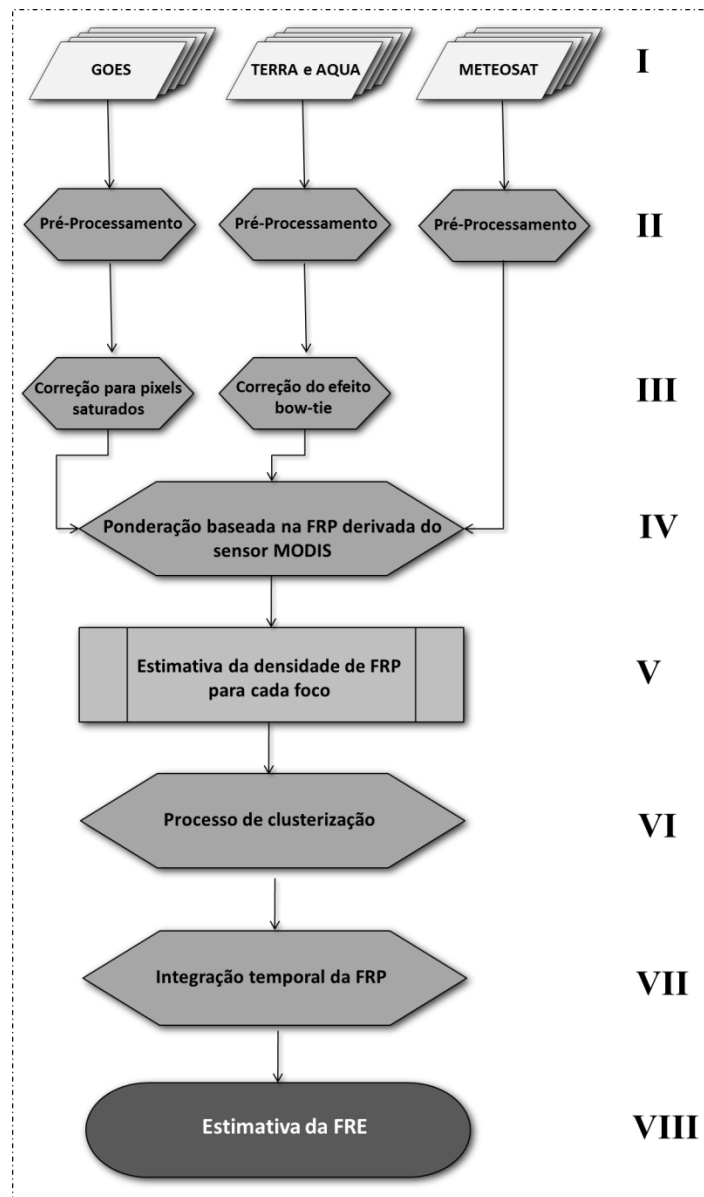 GOES
TERRA e AQUA
METEOSAT
I
Pré-Processamento
Pré-Processamento
Pré-Processamento
II
Correção para pixels
saturados
Correção do efeito
bow-tie
III
Ponderação baseada na FRP derivada do
sensor MODIS
IV
Estimativa da densidade de FRP
para cada foco
V
Processo de clusterização
VI
Integração temporal da FRP
VII
Estimativa da FRE
VIII